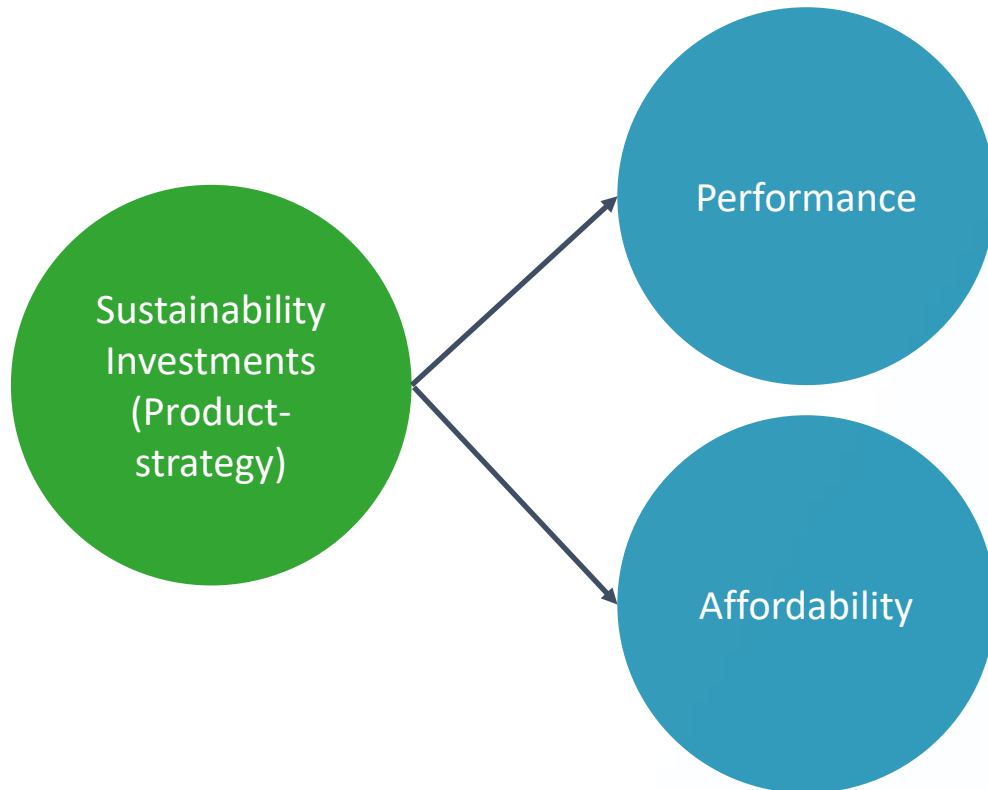 Sustainability
Investments
(Product-
strategy)
Performance
Affordability